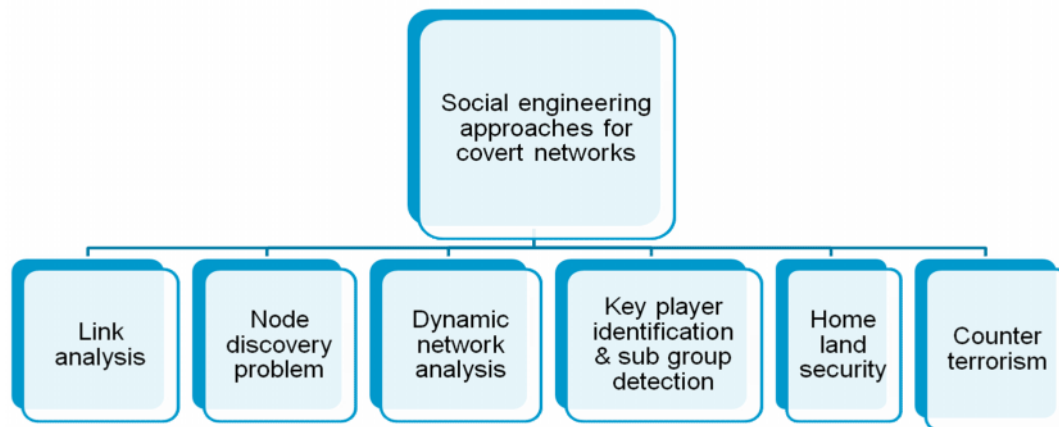 Social engineering
approaches for
covert networks
Link
analysis
Node
discovery
problem
Dynamic
network
analysis
Key player
identification
& sub group
detection
Home
land
security
Counter
terrorism